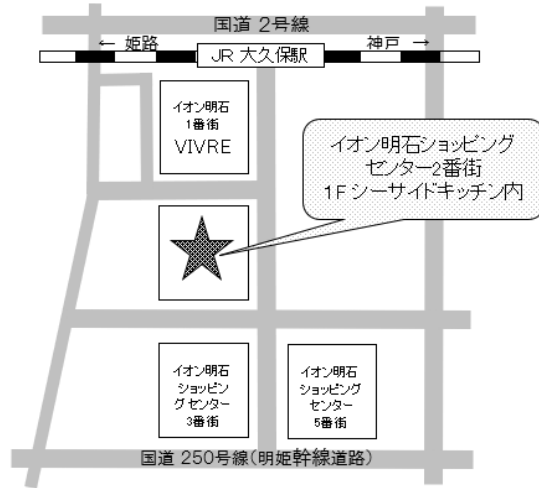 国道 2号線
← 姫路
JR 大久保駅
神戸 →
イオン明石
1番街
VIVRE
イオン明石ショッピング
センター2番街
1F シーサイドキッチン内
イオン明石
ショッピン
グセンター
3番街
イオン明石
ショッピング
センター
5番街
国道 250号線(明姫幹線道路)